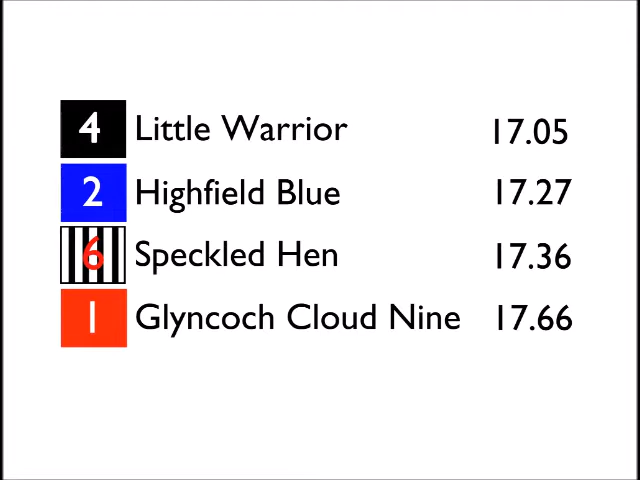 4 Little Warrior 17.05
2 Highfield Blue 17.27
6 Speckled Hen 17.36
1 Glyncoch Cloud Nine 17.66